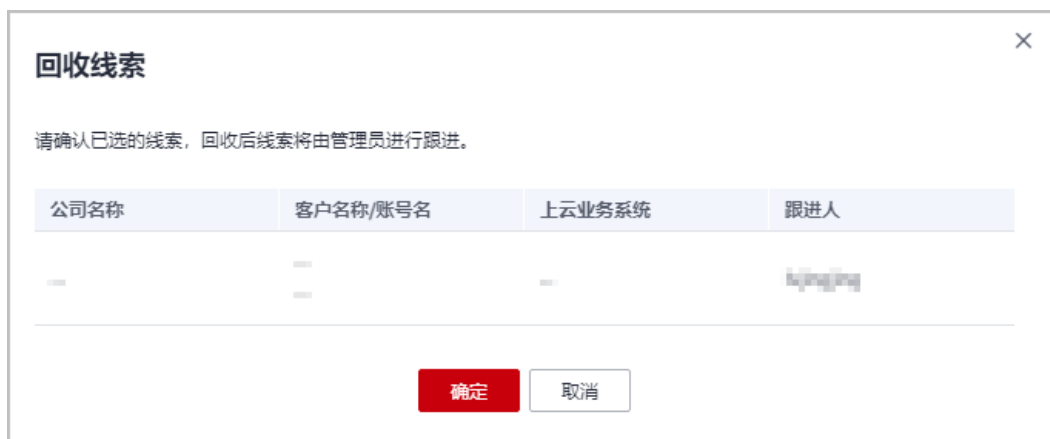 回收线索
请确认已选的线索，回收后线索将由管理员进行跟进。
公司名称 客户名称/账号名 上云业务系统 跟进人
确定 取消